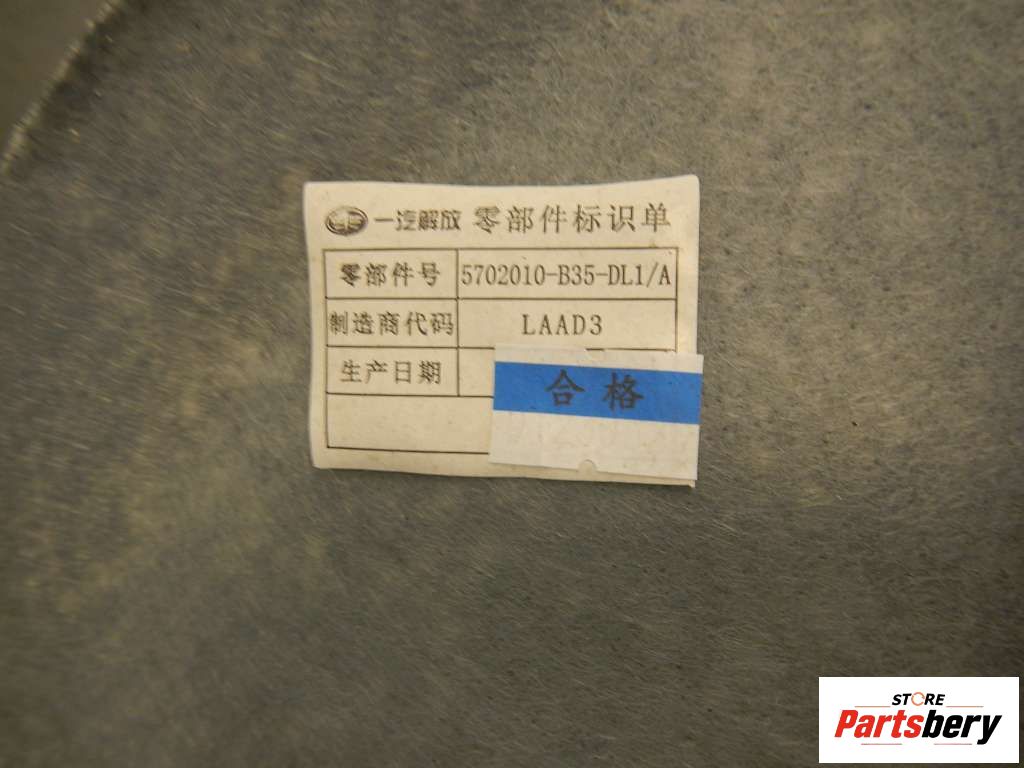 一汽解放 零部件标识单
零部件号 5702010-B35-DL1/A
制造商代码 LAAD3
生产日期
合格
STORE
Partsbery